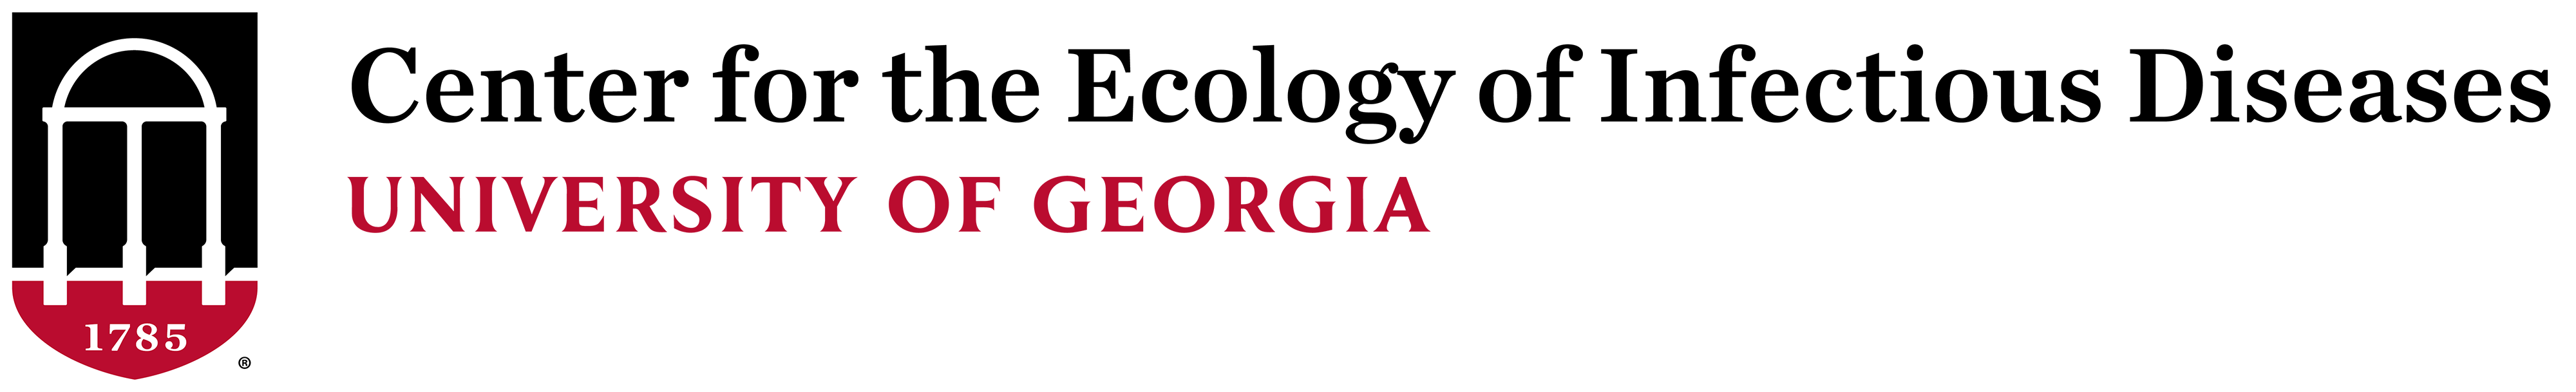 Center for the Ecology of Infectious Diseases
UNIVERSITY OF GEORGIA
1785
®